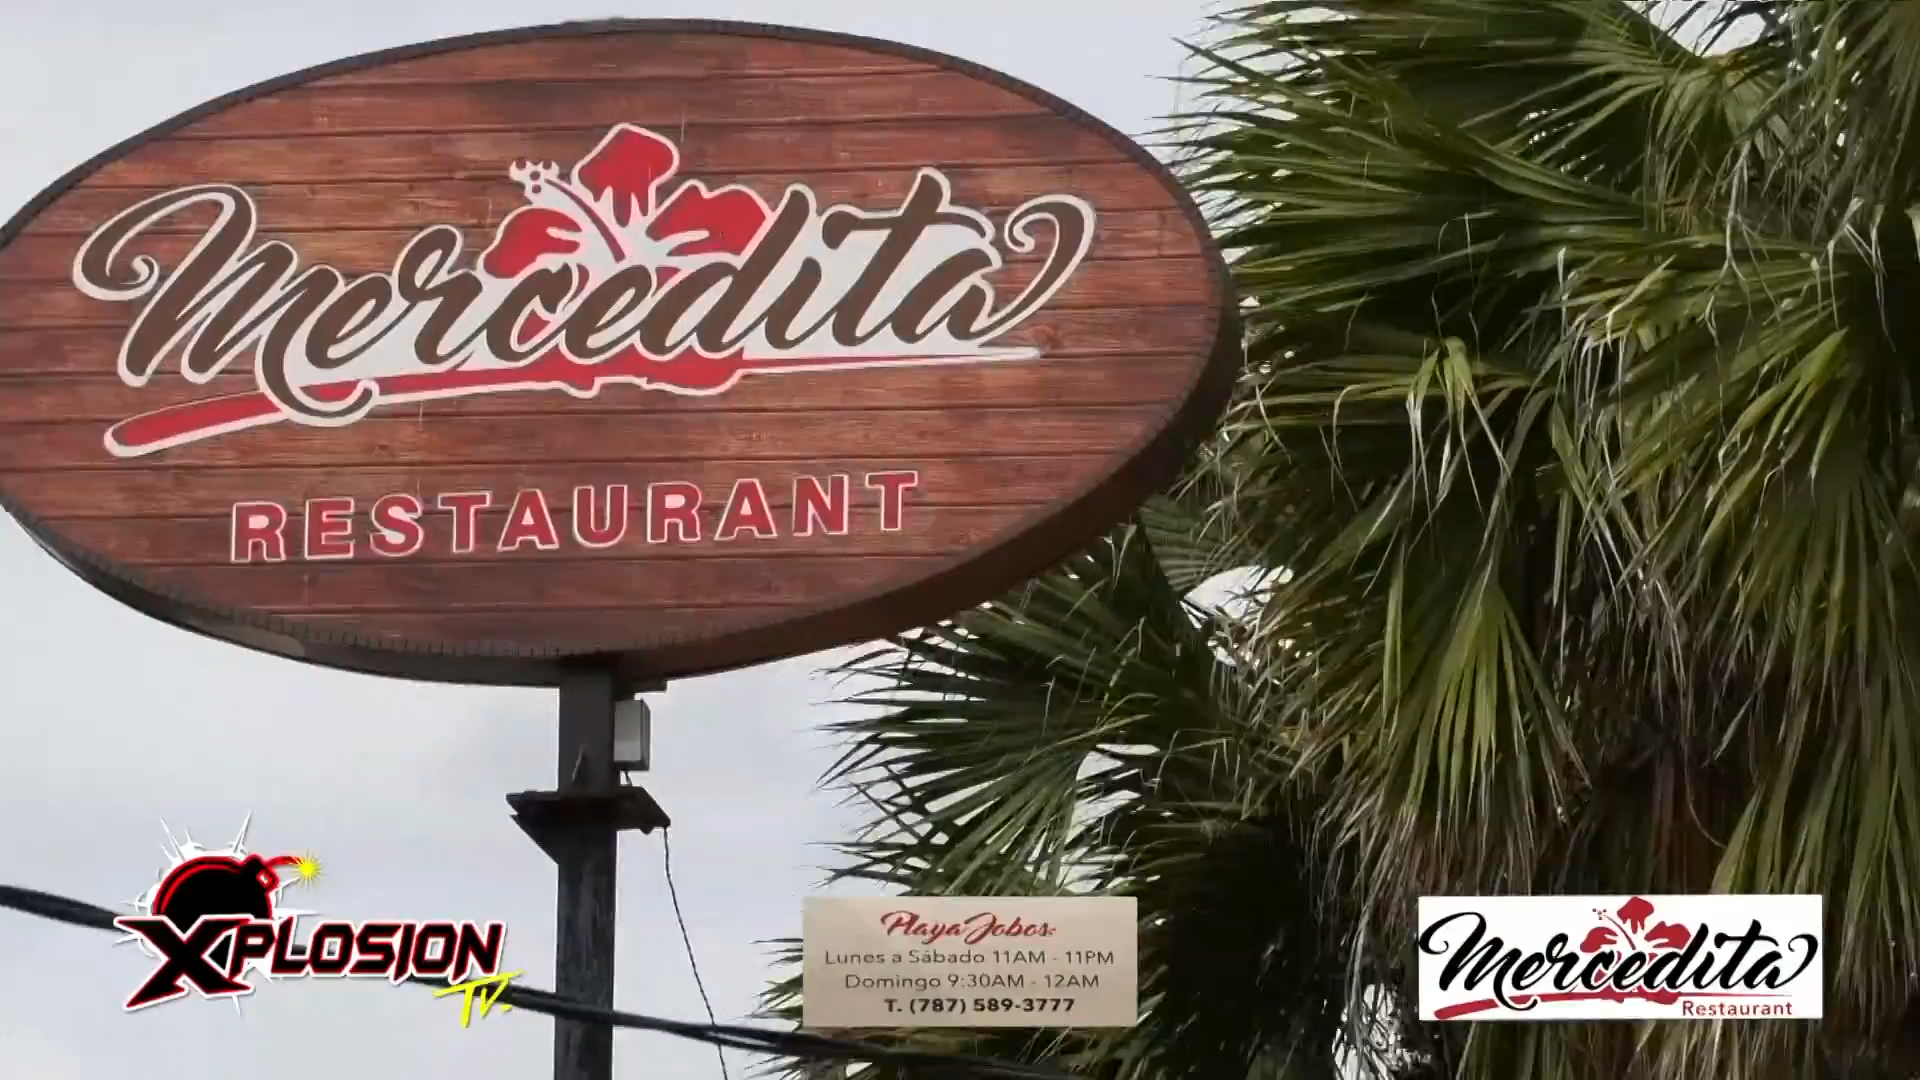 Mercedita
RESTAURANT
XPLOSION
TV.
Playa Jobos:
Lunes a Sábado 11AM - 11PM
Domingo 9:30AM - 12AM
T. (787) 589-3777
Mercedita
Restaurant